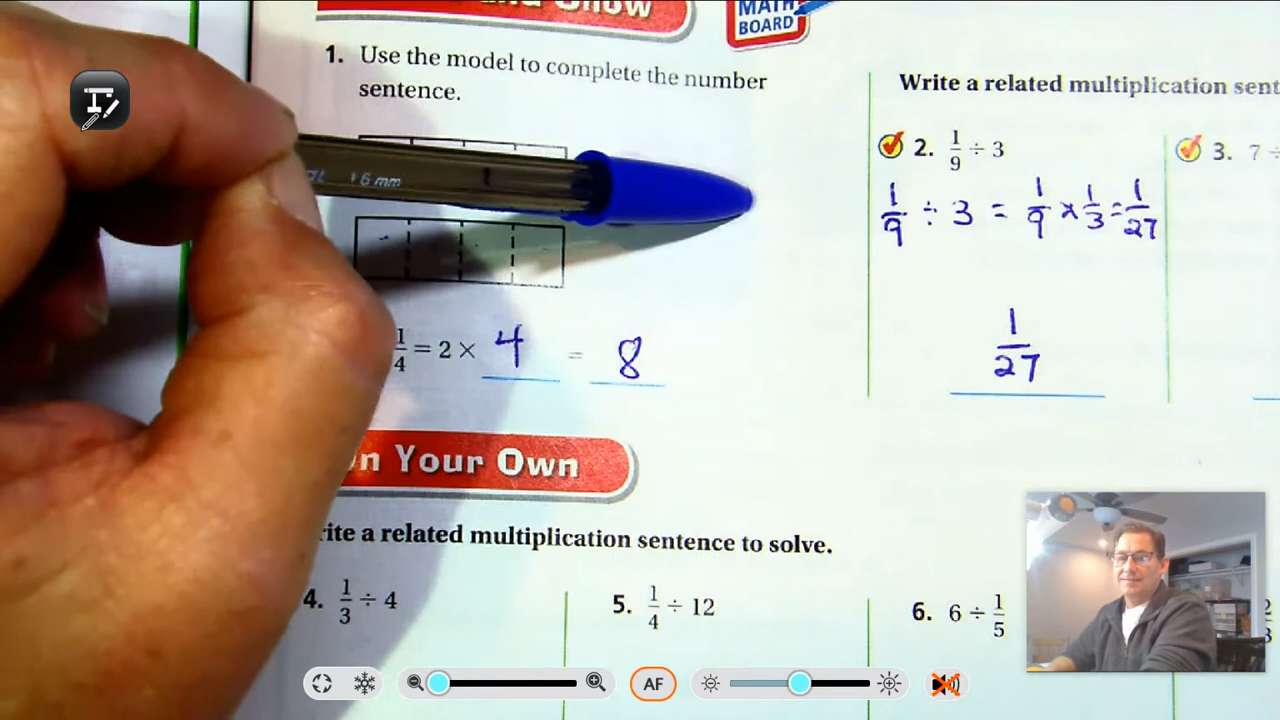 and Show
MATH
BOARD
1. Use the model to complete the number
sentence.
6 mm
1/4 = 2 × 4 = 8
Write a related multiplication sent
2. 1/9 ÷ 3
1/9 ÷ 3 = 1/9 × 1/3 = 1/27
1/27
3. 7 ÷
n Your Own
rite a related multiplication sentence to solve.
4. 1/3 ÷ 4
5. 1/4 ÷ 12
6. 6 ÷ 1/5
AF